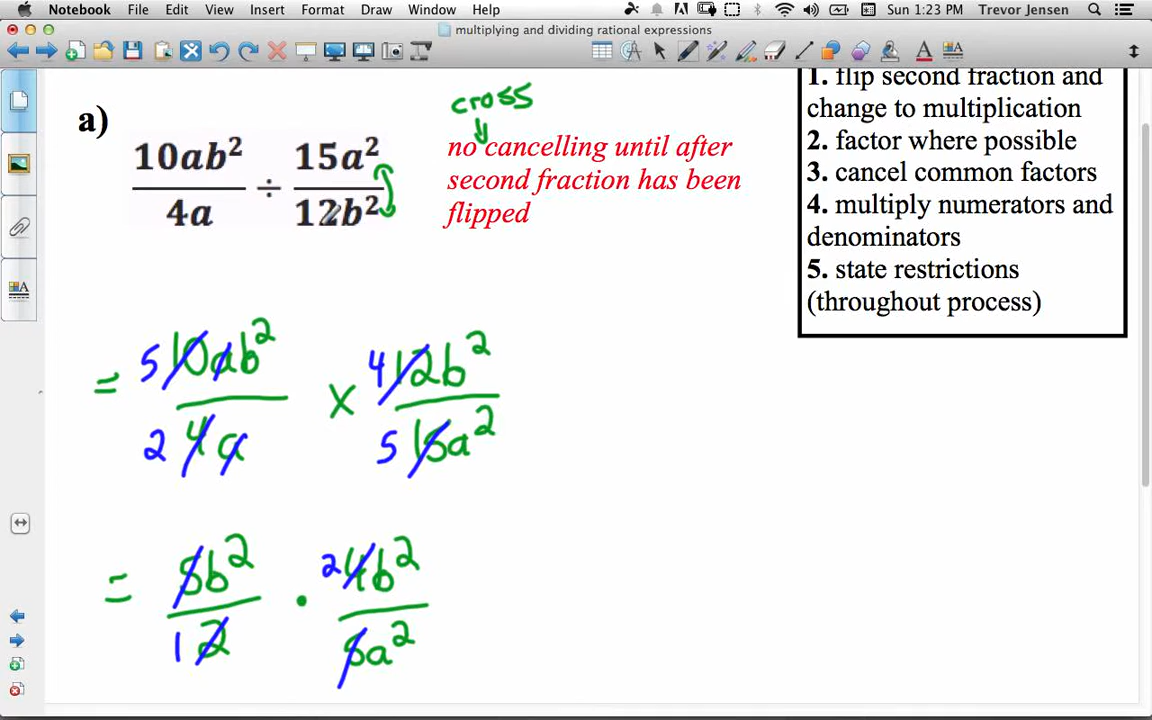 Notebook File Edit View Insert Format Draw Window Help Sun 1:23 PM Trevor Jensen
multiplying and dividing rational expressions
a)
cross
10ab² / 4a ÷ 15a² / 12b²
no cancelling until after
second fraction has been
flipped
1. flip second fraction and
change to multiplication
2. factor where possible
3. cancel common factors
4. multiply numerators and
denominators
5. state restrictions
(throughout process)
= 5 10ab² / 2 4a × 4 12b² / 5 15a²
= 5b² / 1 2 · 2 4b² / 5a²